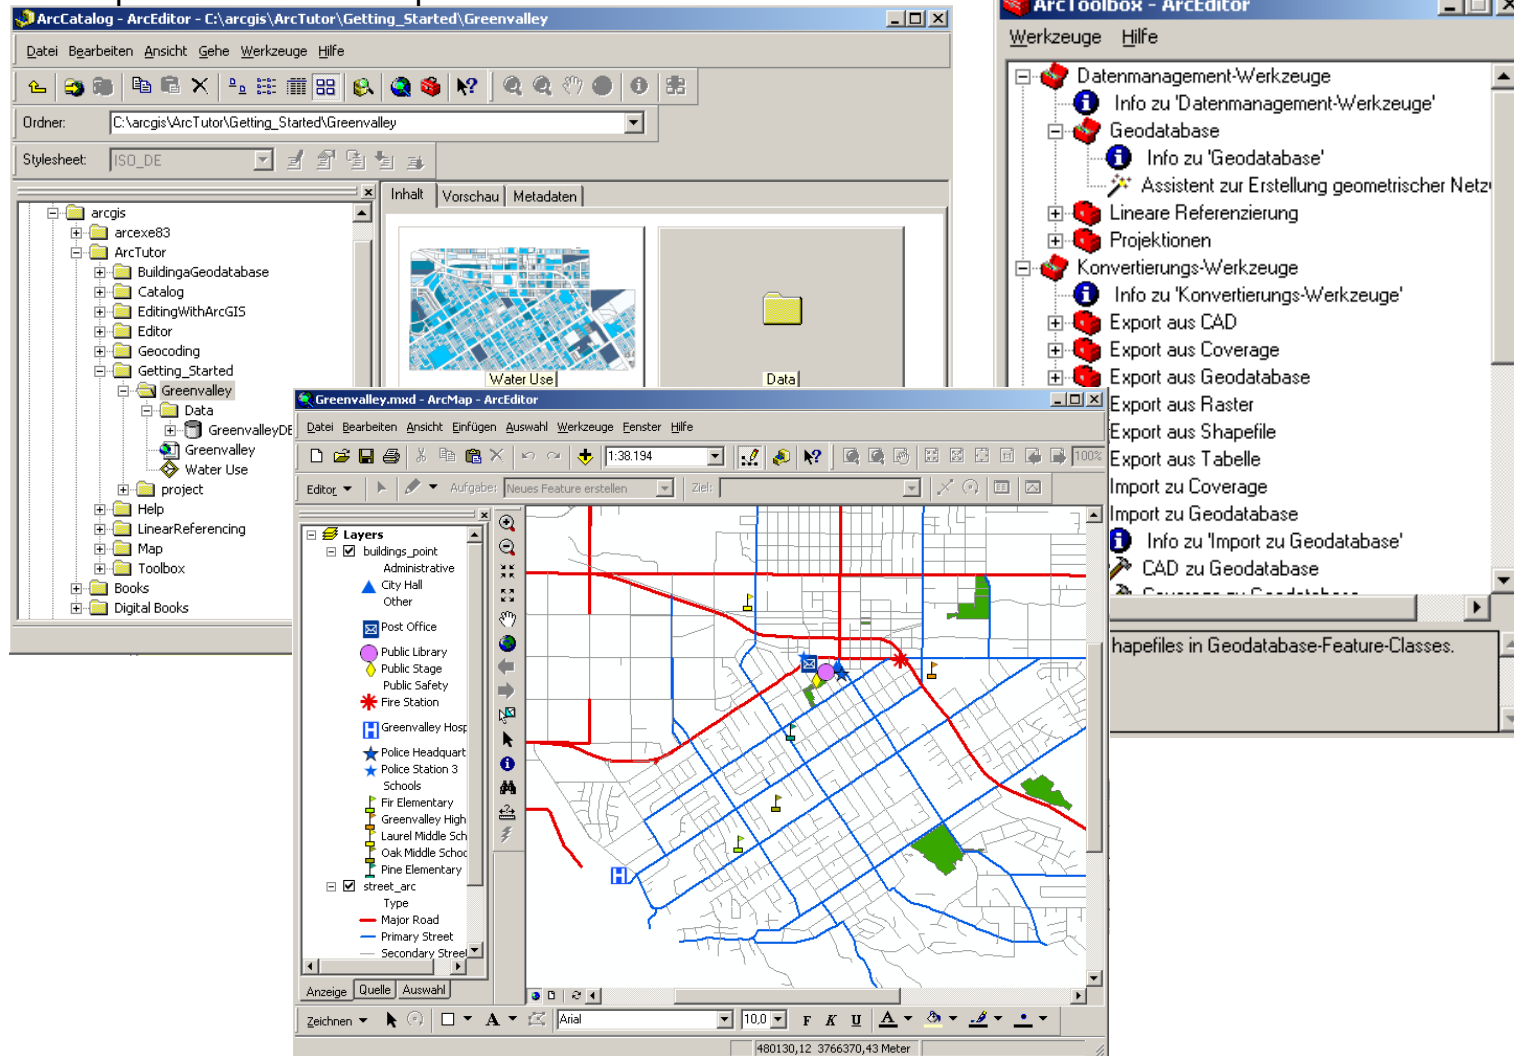 ArcCatalog - ArcEditor - C:\arcgis\ArcTutor\Getting_Started\Greenvalley
Datei Bearbeiten Ansicht Gehe Werkzeuge Hilfe
Ordner: C:\arcgis\ArcTutor\Getting_Started\Greenvalley
Stylesheet: ISO_DE
Inhalt Vorschau Metadaten
arcgis
arcexe83
ArcTutor
BuildingaGeodatabase
Catalog
EditingWithArcGIS
Editor
Geocoding
Getting_Started
Greenvalley
Data
GreenvalleyDB
Greenvalley
Water Use
project
Help
LinearReferencing
Map
Toolbox
Books
Digital Books
Water Use
Data
ArcToolbox - ArcEditor
Werkzeuge Hilfe
Datenmanagement-Werkzeuge
Info zu 'Datenmanagement-Werkzeuge'
Geodatabase
Info zu 'Geodatabase'
Assistent zur Erstellung geometrischer Netz
Lineare Referenzierung
Projektionen
Konvertierungs-Werkzeuge
Info zu 'Konvertierungs-Werkzeuge'
Export aus CAD
Export aus Coverage
Export aus Geodatabase
Export aus Raster
Export aus Shapefile
Export aus Tabelle
Import zu Coverage
Import zu Geodatabase
Info zu 'Import zu Geodatabase'
CAD zu Geodatabase
Coverage zu Geodatabase
hapefiles in Geodatabase-Feature-Classes.
Greenvalley.mxd - ArcMap - ArcEditor
Datei Bearbeiten Ansicht Einfügen Auswahl Werkzeuge Fenster Hilfe
1:38.194
100%
Editor Aufgabe: Neues Feature erstellen Ziel:
Layers
buildings_point
Administrative
City Hall
Other
Post Office
Public Library
Public Stage
Public Safety
Fire Station
Greenvalley Hosp
Police Headquart
Police Station 3
Schools
Fir Elementary
Greenvalley High
Laurel Middle Sch
Oak Middle Schoo
Pine Elementary
street_arc
Type
Major Road
Primary Street
Secondary Street
Anzeige Quelle Auswahl
Zeichnen A Arial 10,0 F K U A
480130,12 3766370,43 Meter